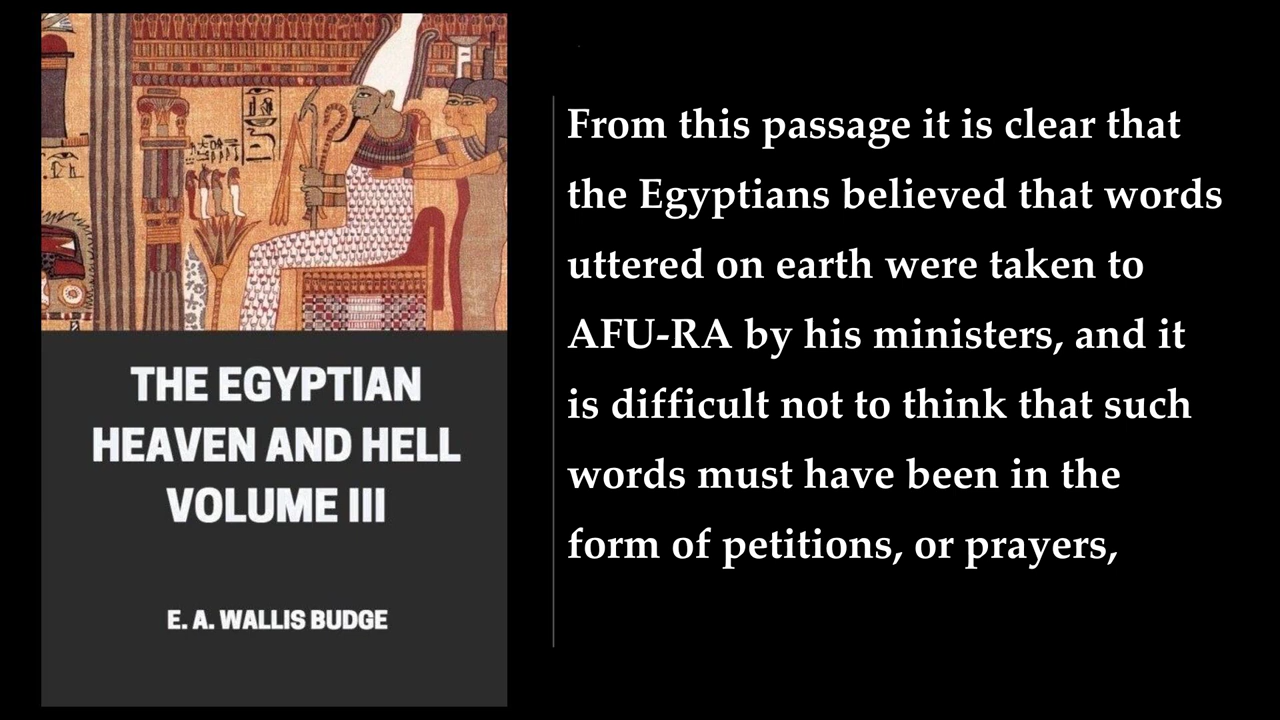 THE EGYPTIAN
HEAVEN AND HELL
VOLUME III
E. A. WALLIS BUDGE
From this passage it is clear that
the Egyptians believed that words
uttered on earth were taken to
AFU-RA by his ministers, and it
is difficult not to think that such
words must have been in the
form of petitions, or prayers,